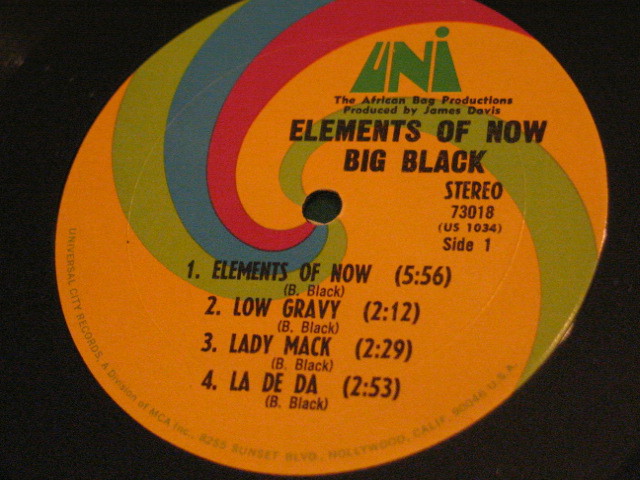 UNI
The African Bag Productions
Produced by James Davis
ELEMENTS OF NOW
BIG BLACK
STEREO
73018
(US 1034)
Side 1
1. ELEMENTS OF NOW (5:56)
(B. Black)
2. LOW GRAVY (2:12)
(B. Black)
3. LADY MACK (2:29)
(B. Black)
4. LA DE DA (2:53)
(B. Black)
UNIVERSAL CITY RECORDS, A Division of MCA INC., 8255 SUNSET BLVD., HOLLYWOOD, CALIF. 90046 U.S.A.